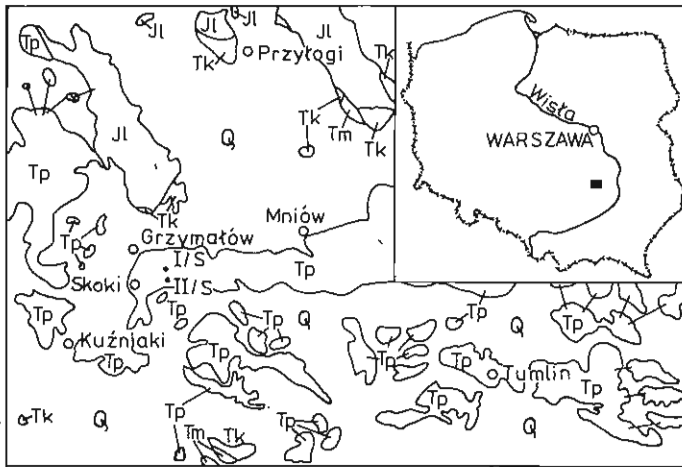 Tp Jl Jl Jl Jl
Tk Przyłogi Tk
Wisła
WARSZAWA
Jl Q Tk Tm Tk
Tp
Tk
Mniów
Tp Grzymałów
I/S Tp
Skoki II/S
Tp Tp Tp Q Tp Q Tp
Kuźniaki Tp Tp Tp
Tp Tumlin Tp
Tp
Tk Q Tp Tp Q
Tm Tk